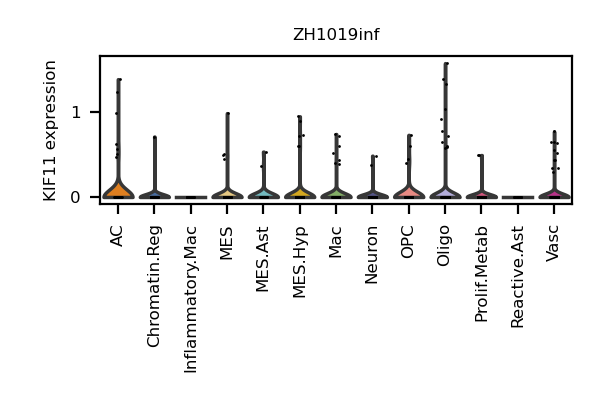 ZH1019inf
KIF11 expression
1
0
AC
Chromatin.Reg
Inflammatory.Mac
MES
MES.Ast
MES.Hyp
Mac
Neuron
OPC
Oligo
Prolif.Metab
Reactive.Ast
Vasc